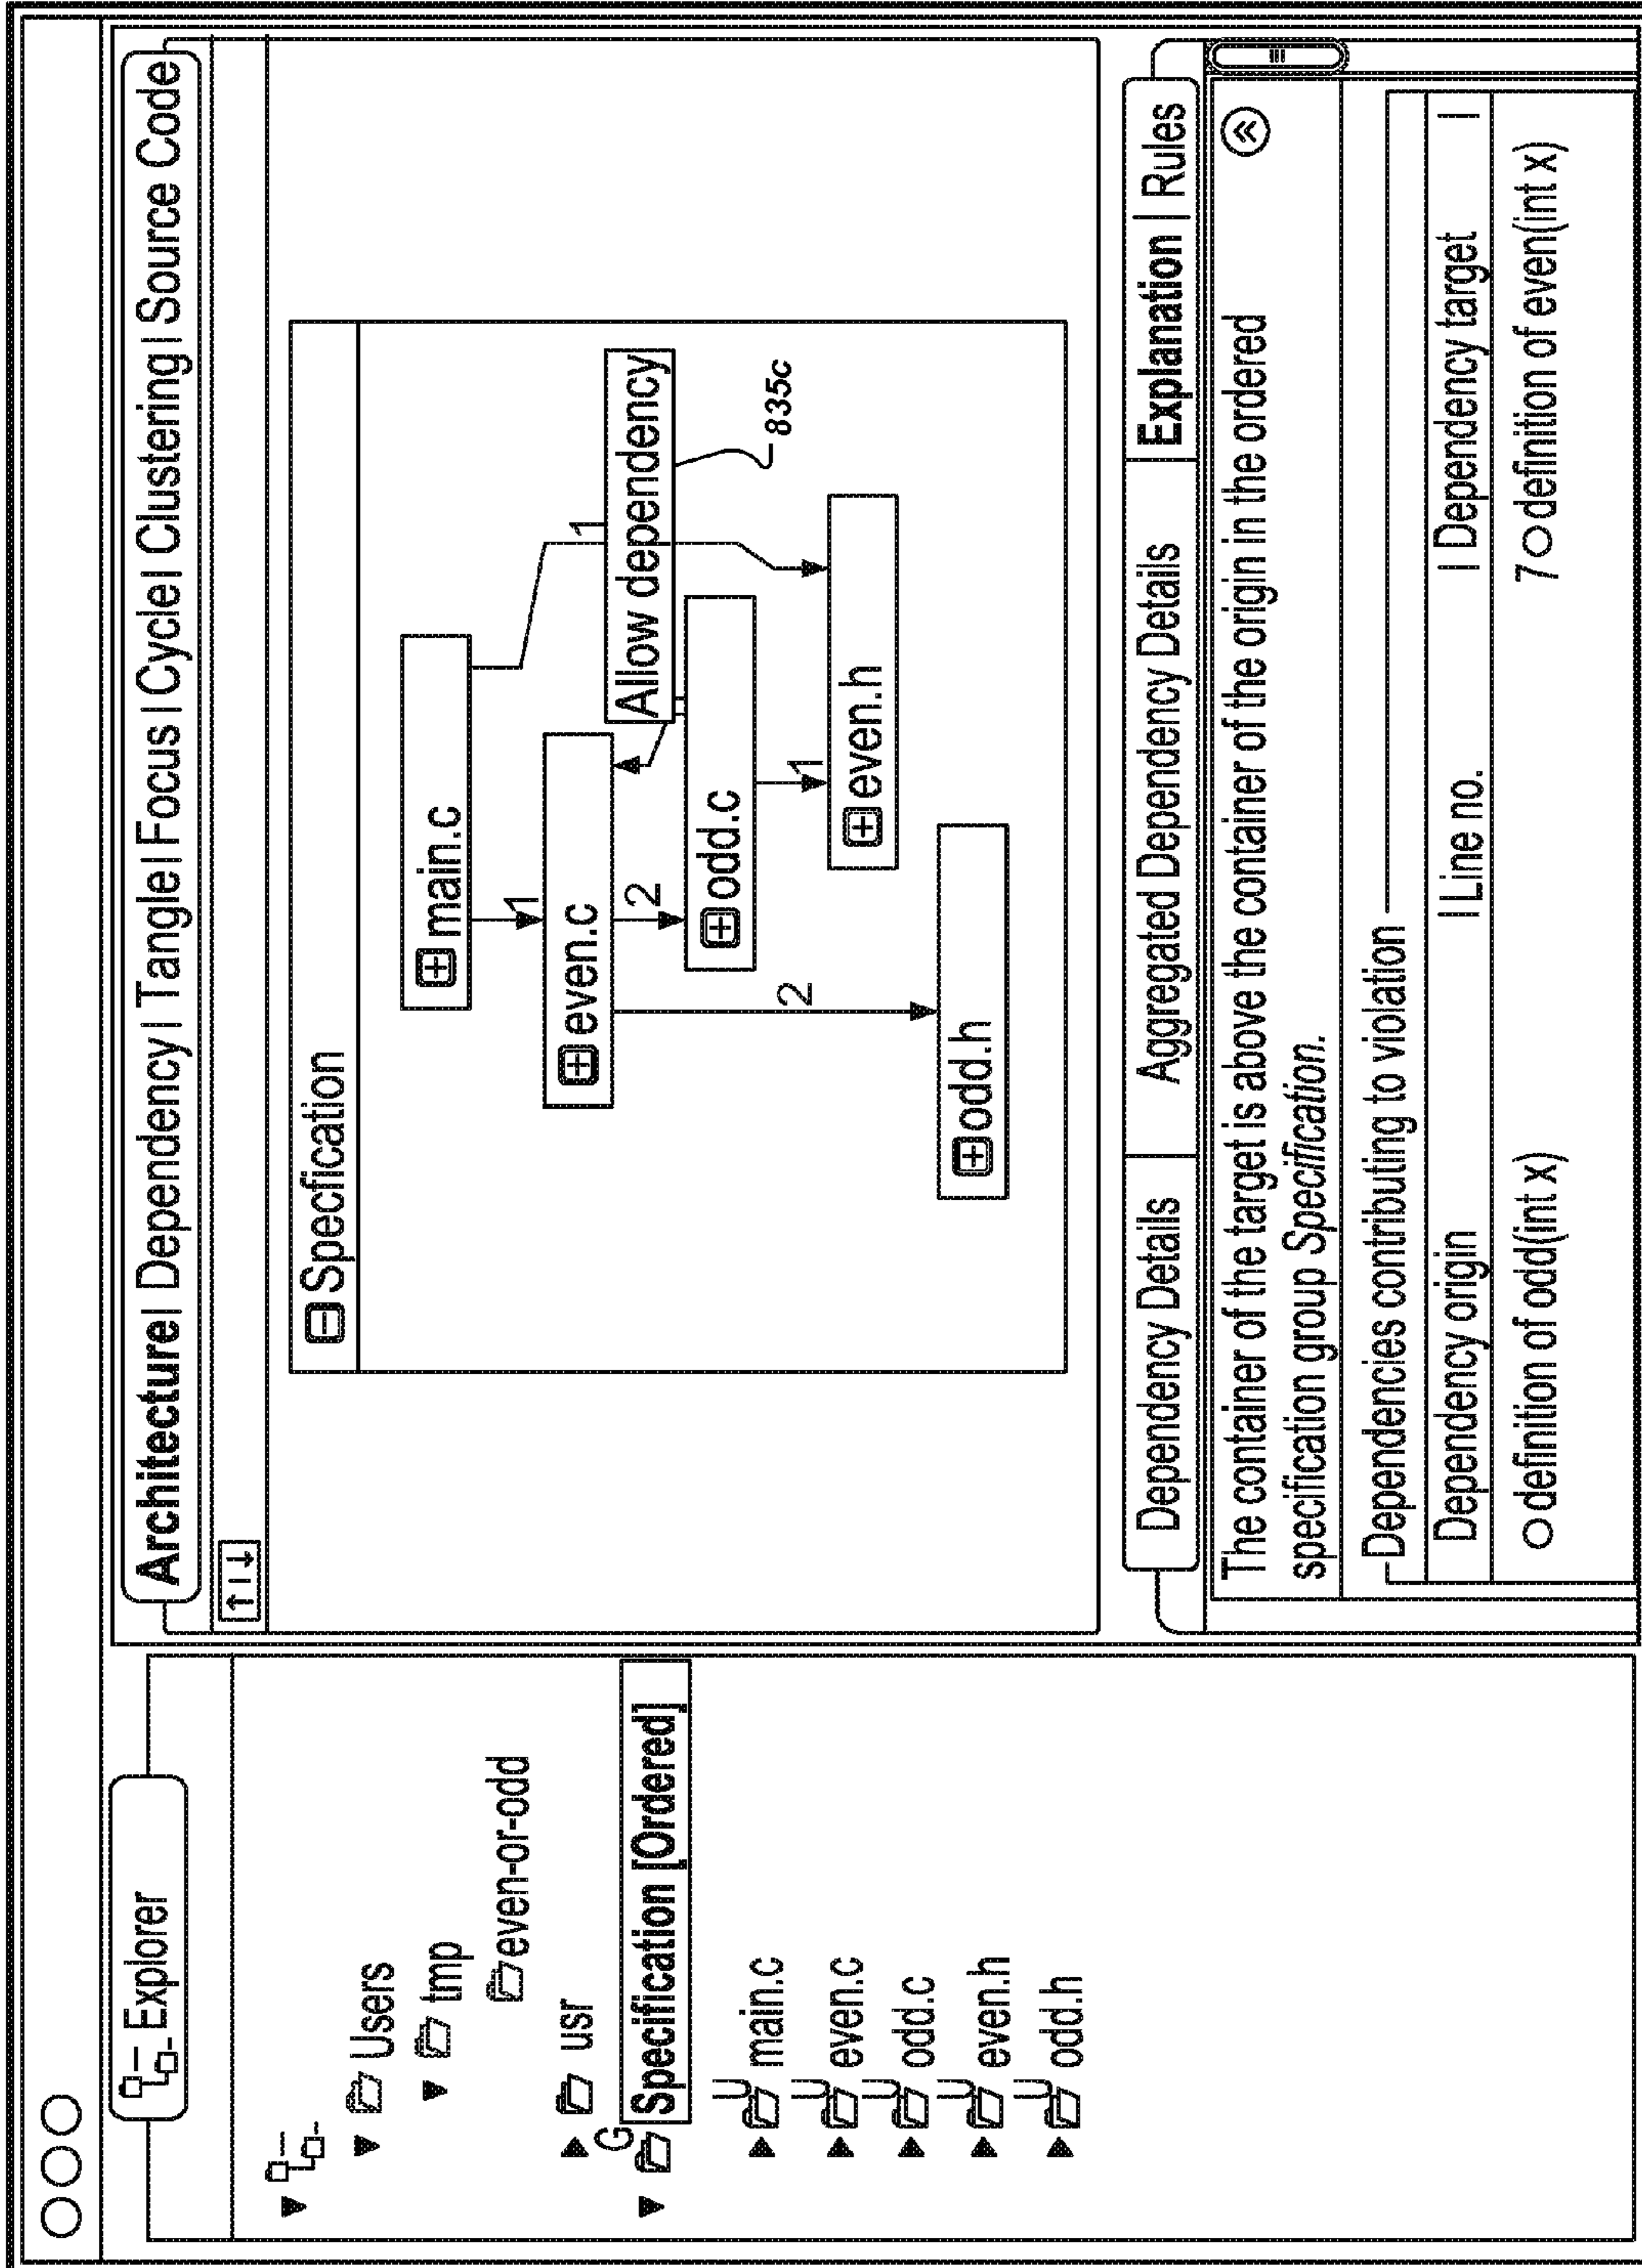 Explorer
Users
tmp
even-or-odd
usr
G
Specification [Ordered]
U
main.c
U
even.c
U
odd.c
U
even.h
U
odd.h
Architecture| Dependency| Tangle| Focus | Cycle| Clustering| Source Code
Specfication
main.c
1
1
even.c
Allow dependency
835c
2
2
odd.c
1
even.h
odd.h
Dependency Details
Aggregated Dependency Details
Explanation | Rules
The container of the target is above the container of the origin in the ordered
specification group Specification.
Dependencies contributing to violation
Dependency origin | Line no. | Dependency target |
definition of odd(int x) 7 definition of even(int x)